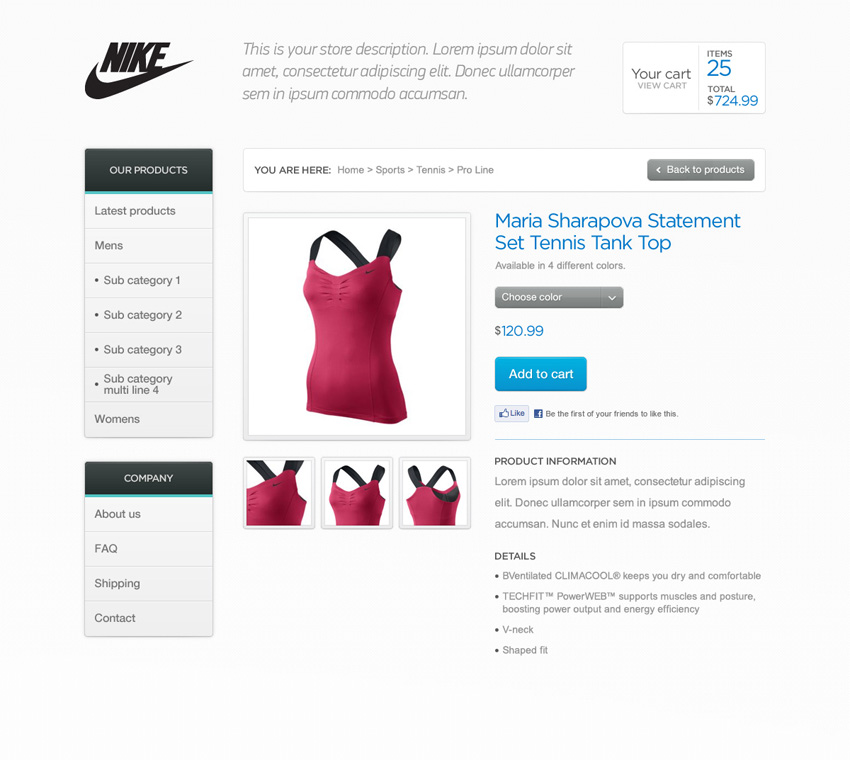 NIKE
This is your store description. Lorem ipsum dolor sit
amet, consectetur adipiscing elit. Donec ullamcorper
sem in ipsum commodo accumsan.
Your cart
VIEW CART
ITEMS
25
TOTAL
$724.99
OUR PRODUCTS
Latest products
Mens
• Sub category 1
• Sub category 2
• Sub category 3
• Sub category
multi line 4
Womens
COMPANY
About us
FAQ
Shipping
Contact
YOU ARE HERE: Home > Sports > Tennis > Pro Line
Back to products
Maria Sharapova Statement
Set Tennis Tank Top
Available in 4 different colors.
Choose color
$120.99
Add to cart
Like
Be the first of your friends to like this.
PRODUCT INFORMATION
Lorem ipsum dolor sit amet, consectetur adipiscing
elit. Donec ullamcorper sem in ipsum commodo
accumsan. Nunc et enim id massa sodales.
DETAILS
• BVentilated CLIMACOOL® keeps you dry and comfortable
• TECHFIT™ PowerWEB™ supports muscles and posture,
boosting power output and energy efficiency
• V-neck
• Shaped fit